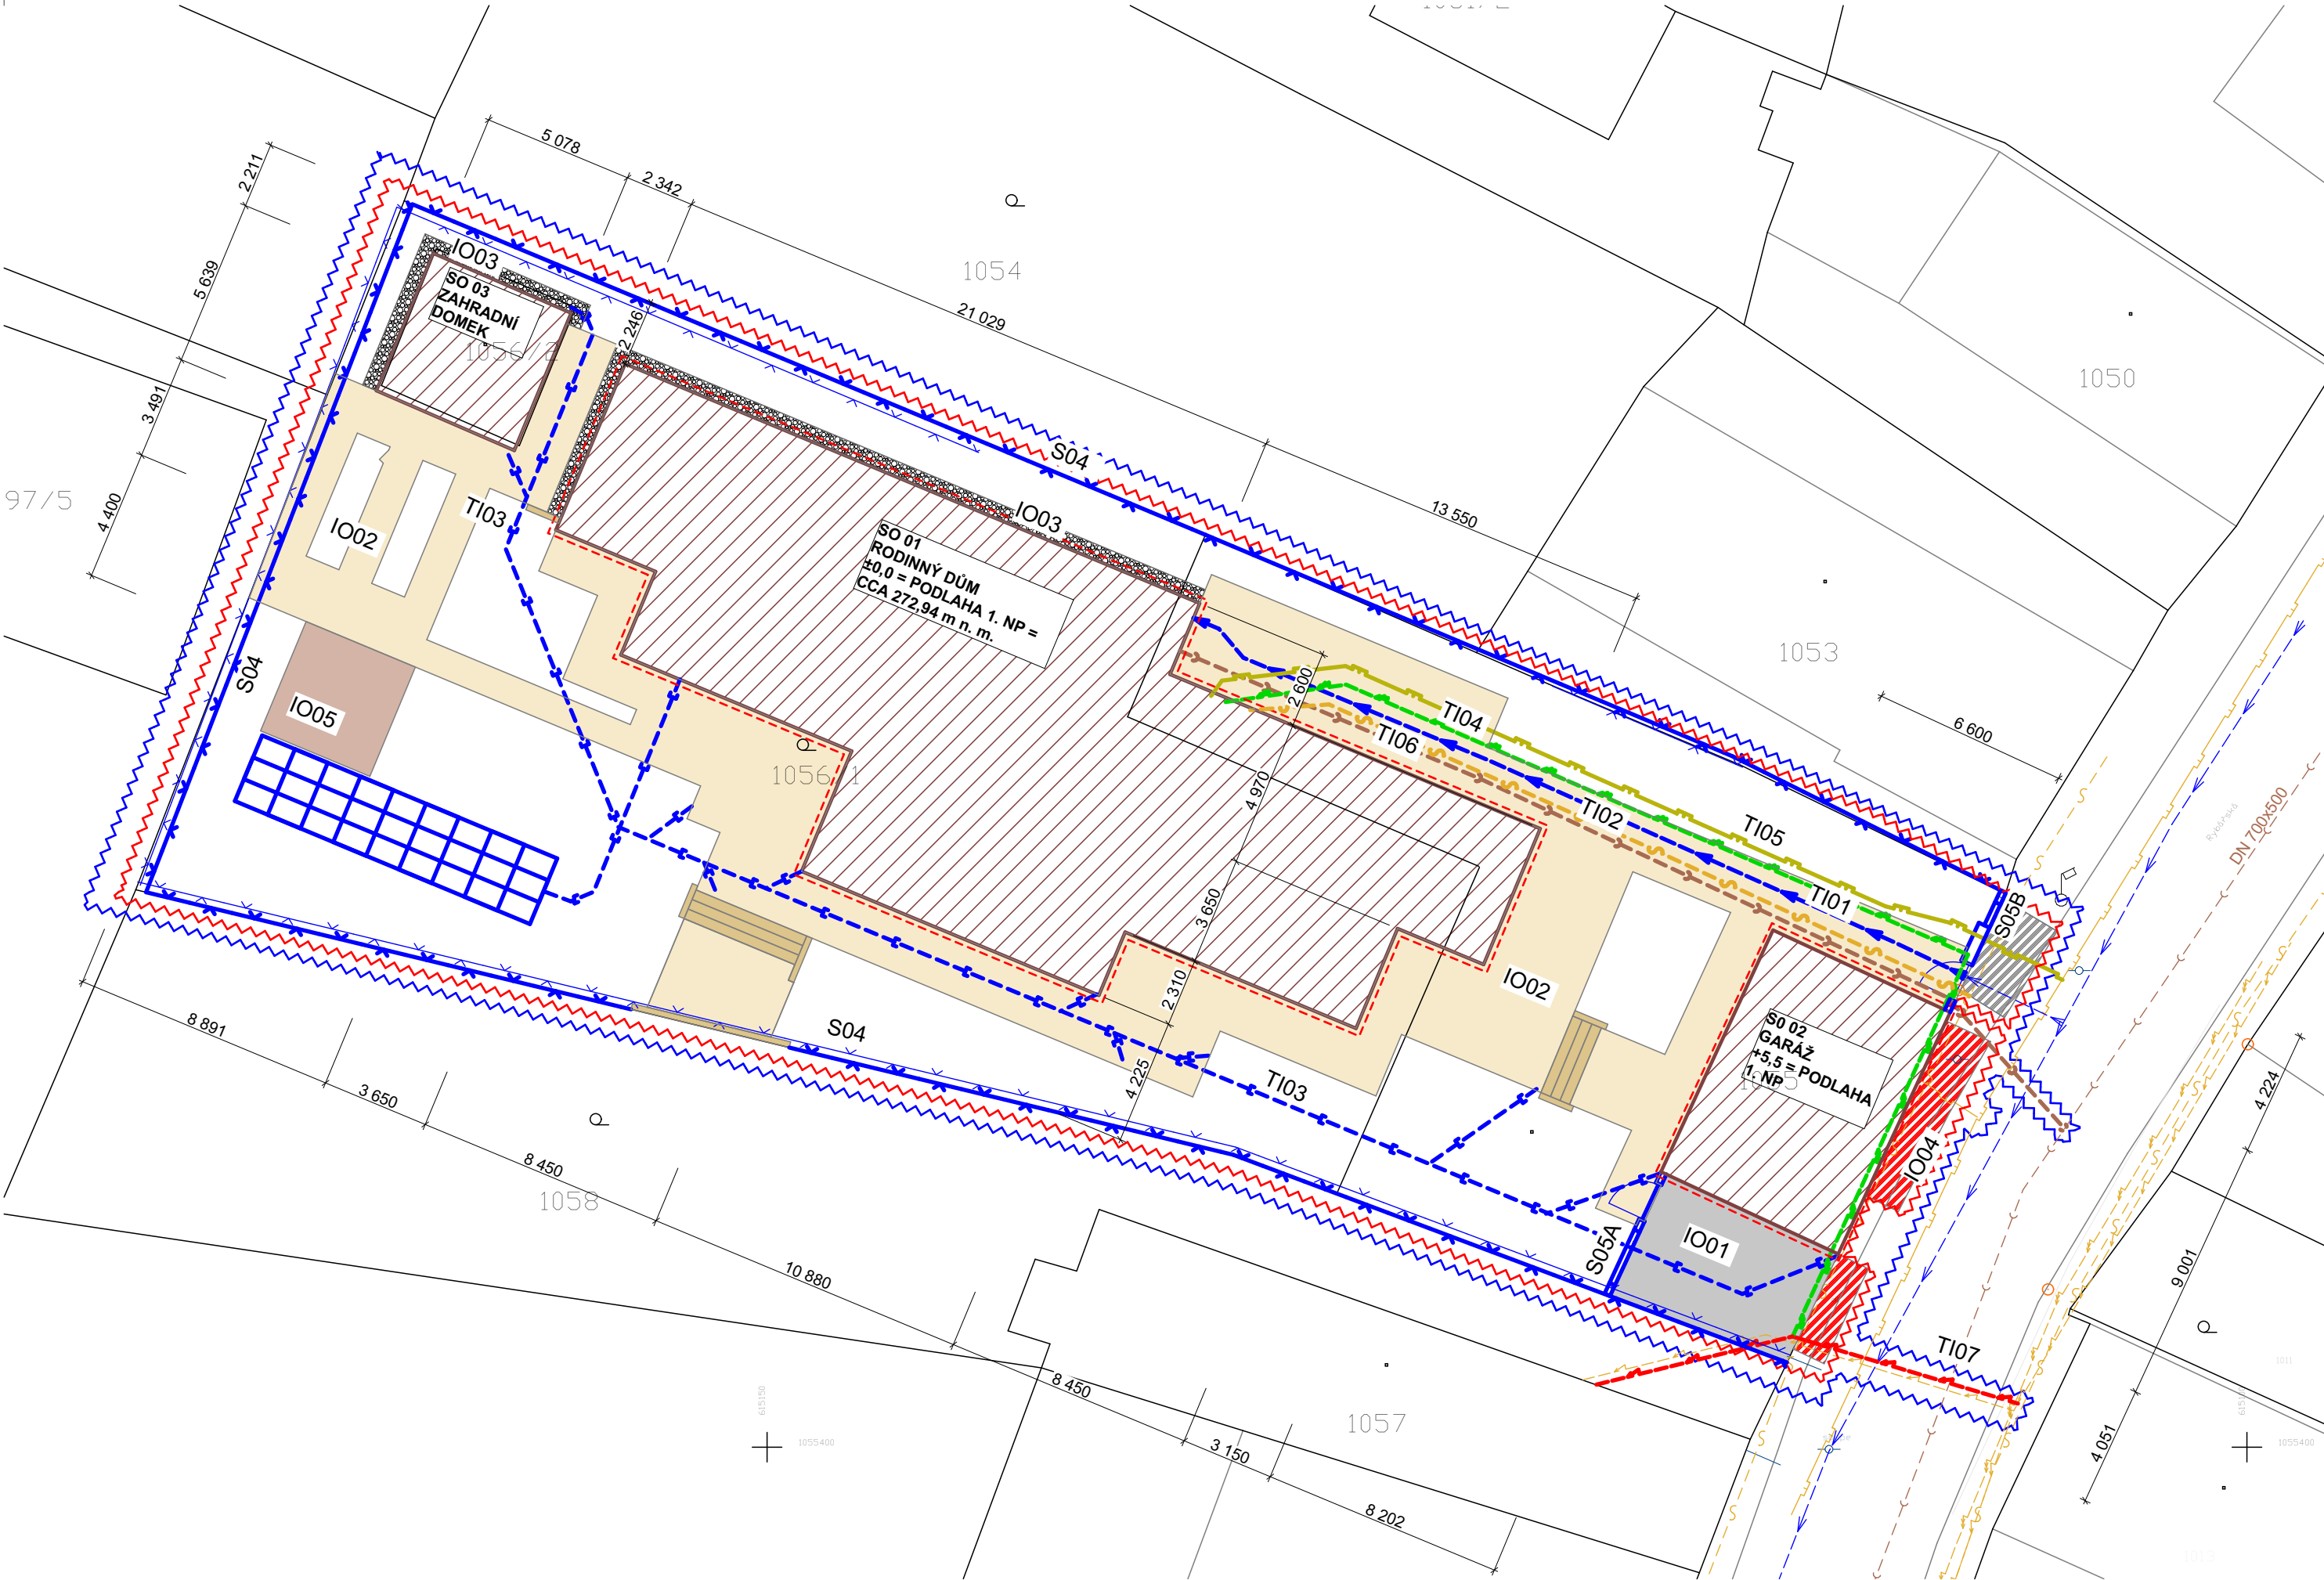 5 078
2 342
2 211
1054
5 639
IO03
SO 03
ZAHRADNÍ
DOMEK
21 029
2 246
1050
3 491
S04
97/5
4 400
TI03
IO02
IO03
13 550
SO 01
RODINNÝ DŮM
±0,0 = PODLAHA 1. NP =
CCA 272,94 m n. m.
1053
S04
2 600
IO05
TI04
TI06
6 600
4 970
TI02
TI05
DN 700x500
3 650
TI01
S05B
2 310
IO02
8 891
S04
S0 02
GARÁŽ
+5,5 = PODLAHA
1. NP
3 650
4 225
TI03
4 224
8 450
IO04
1058
IO01
S05A
10 880
9 001
TI07
8 450
1057
615150
1055400
3 150
1055400
4 051
8 202